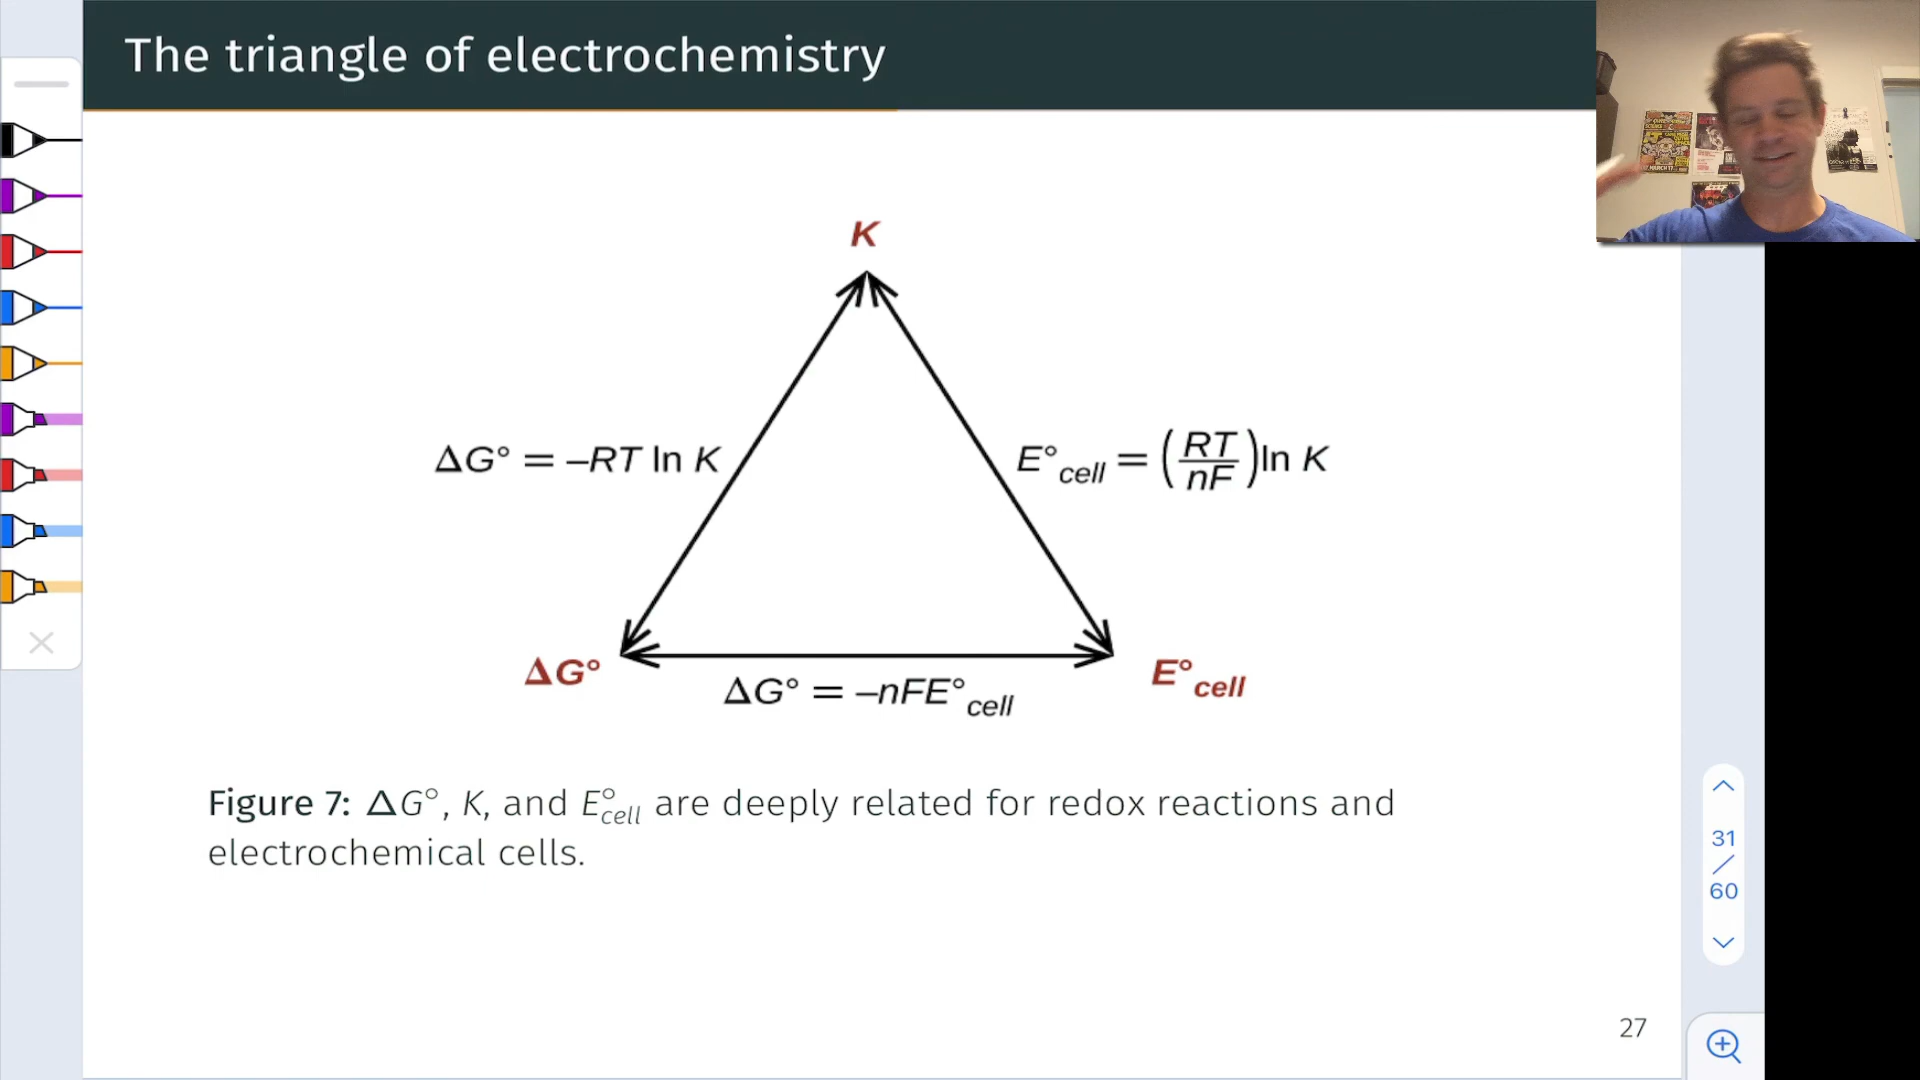 The triangle of electrochemistry
K
ΔG° = –RT ln K
E°cell = (RT/nF)ln K
ΔG°
E°cell
ΔG° = –nFE°cell
Figure 7: ΔG°, K, and E°cell are deeply related for redox reactions and
electrochemical cells.
31
/
60
27